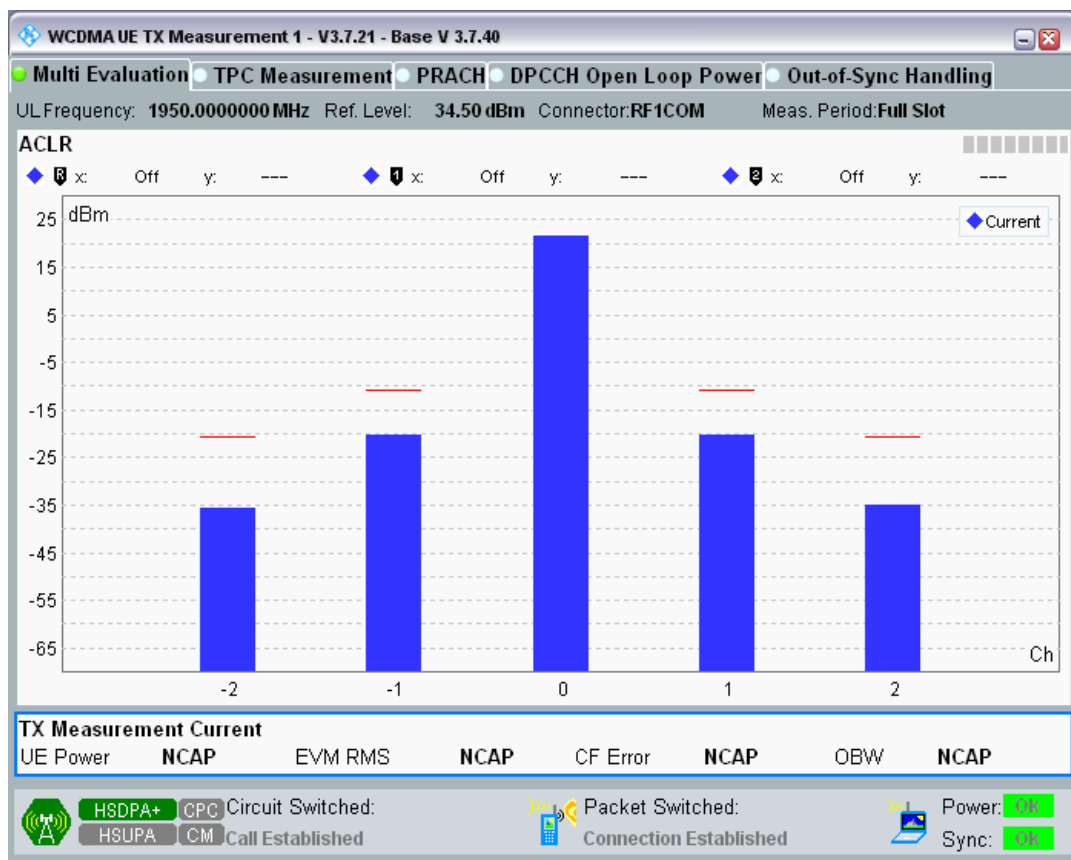 WCDMA UE TX Measurement 1 - V3.7.21 - Base V 3.7.40
Multi Evaluation TPC Measurement PRACH DPCCH Open Loop Power Out-of-Sync Handling
UL Frequency: 1950.0000000 MHz Ref. Level: 34.50 dBm Connector: RF1COM Meas. Period: Full Slot
ACLR
R x: Off y: --- 1 x: Off y: --- 2 x: Off y: ---
dBm
Current
25
15
5
-5
-15
-25
-35
-45
-55
-65
Ch
-2 -1 0 1 2
TX Measurement Current
UE Power NCAP EVM RMS NCAP CF Error NCAP OBW NCAP
HSDPA+ CPC Circuit Switched: Packet Switched: Power: OK
HSUPA CM Call Established Connection Established Sync: OK